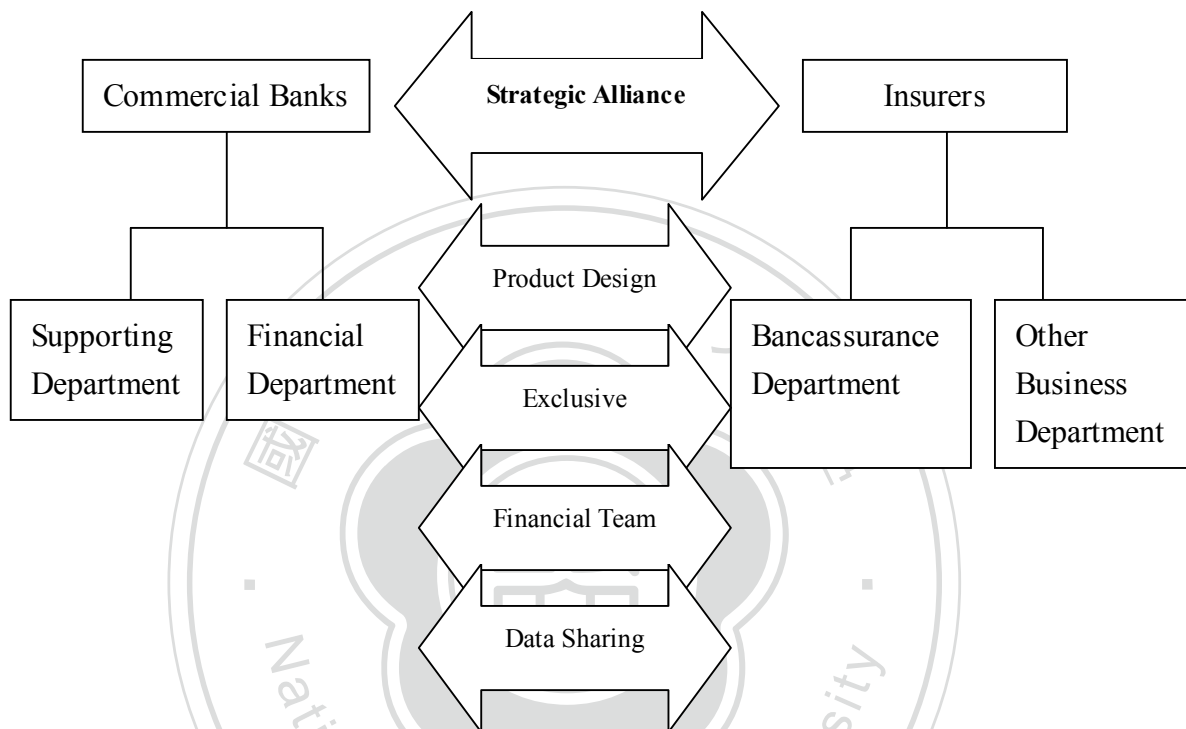 Commercial Banks
Strategic Alliance
Insurers
Product Design
Supporting
Department
Financial
Department
Bancassurance
Department
Other
Business
Department
Exclusive
Financial Team
Data Sharing
國